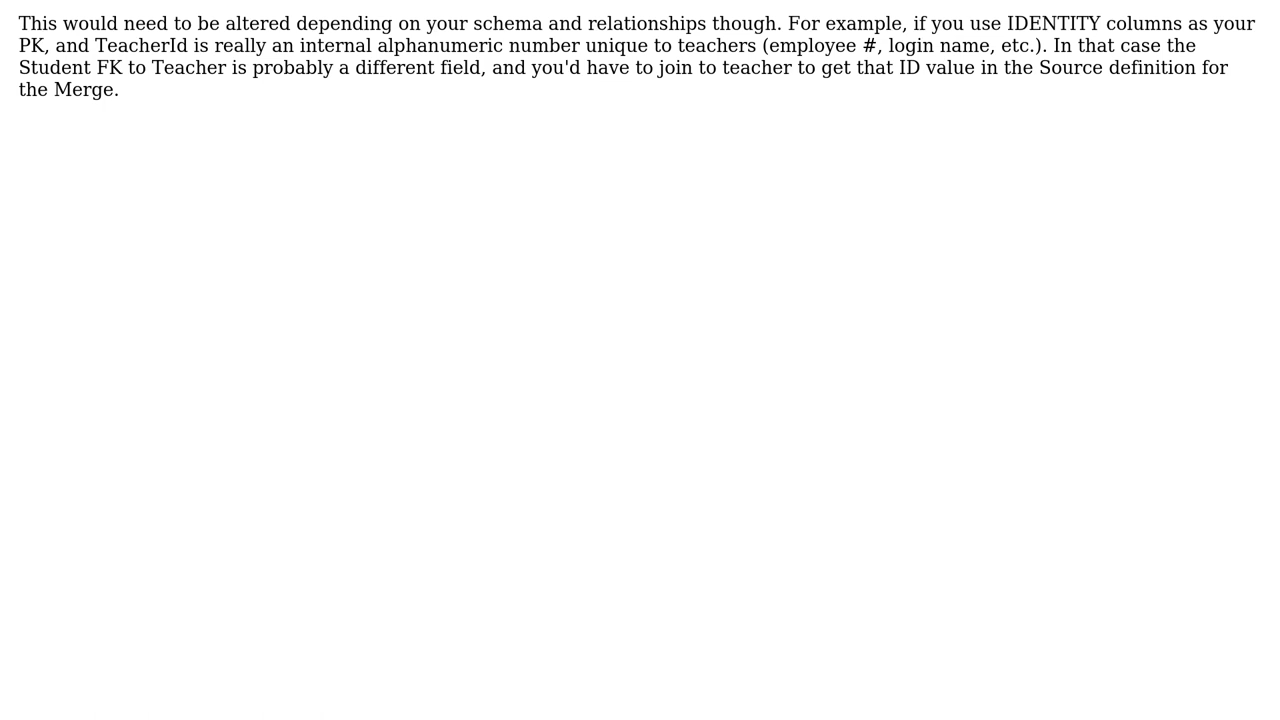 This would need to be altered depending on your schema and relationships though. For example, if you use IDENTITY columns as your
PK, and TeacherId is really an internal alphanumeric number unique to teachers (employee #, login name, etc.). In that case the
Student FK to Teacher is probably a different field, and you'd have to join to teacher to get that ID value in the Source definition for
the Merge.